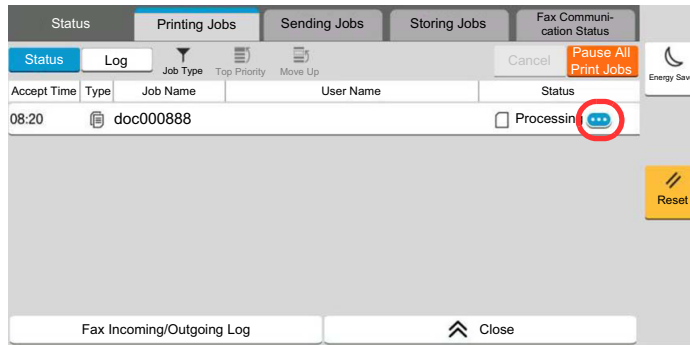 Status
Printing Jobs
Sending Jobs
Storing Jobs
Fax Communi-
cation Status
Status
Log
Job Type
Top Priority
Move Up
Cancel
Pause All
Print Jobs
Energy Sav
Accept Time Type Job Name User Name Status
08:20 doc000888 Processing
Reset
Fax Incoming/Outgoing Log
Close